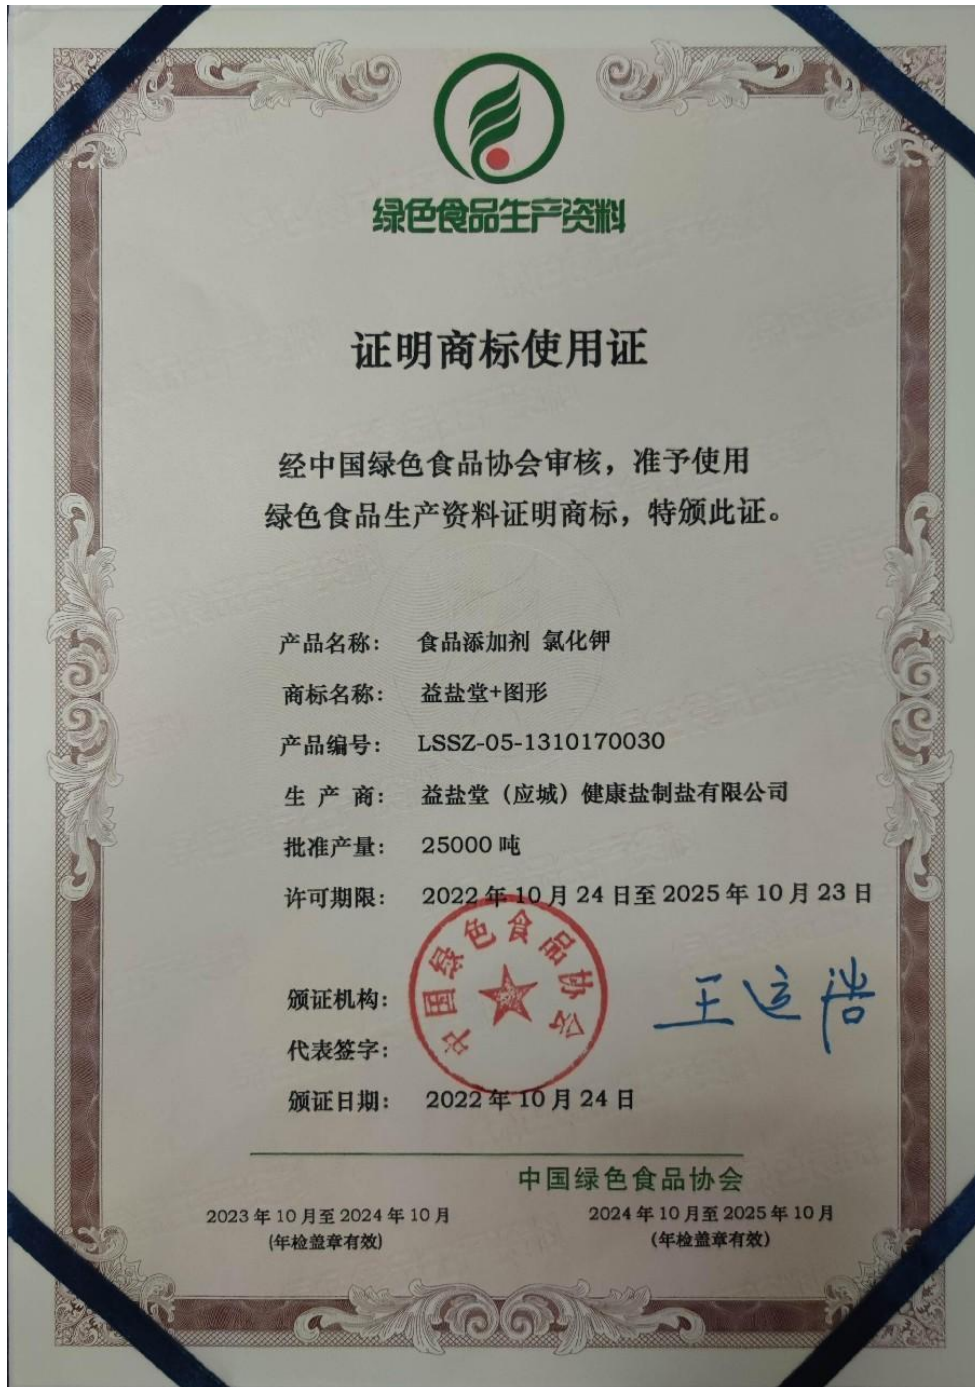 绿色食品生产资料
证明商标使用证
经中国绿色食品协会审核，准予使用
绿色食品生产资料证明商标，特颁此证。
产品名称： 食品添加剂 氯化钾
商标名称： 益盐堂+图形
产品编号： LSSZ-05-1310170030
生 产 商： 益盐堂（应城）健康盐制盐有限公司
批准产量： 25000 吨
许可期限： 2022 年 10 月 24 日至 2025 年 10 月 23 日
中国绿色食品协会
颁证机构：
王运浩
代表签字：
颁证日期： 2022 年 10 月 24 日
中国绿色食品协会
2023 年 10 月至 2024 年 10 月
(年检盖章有效)
2024 年 10 月至 2025 年 10 月
(年检盖章有效)